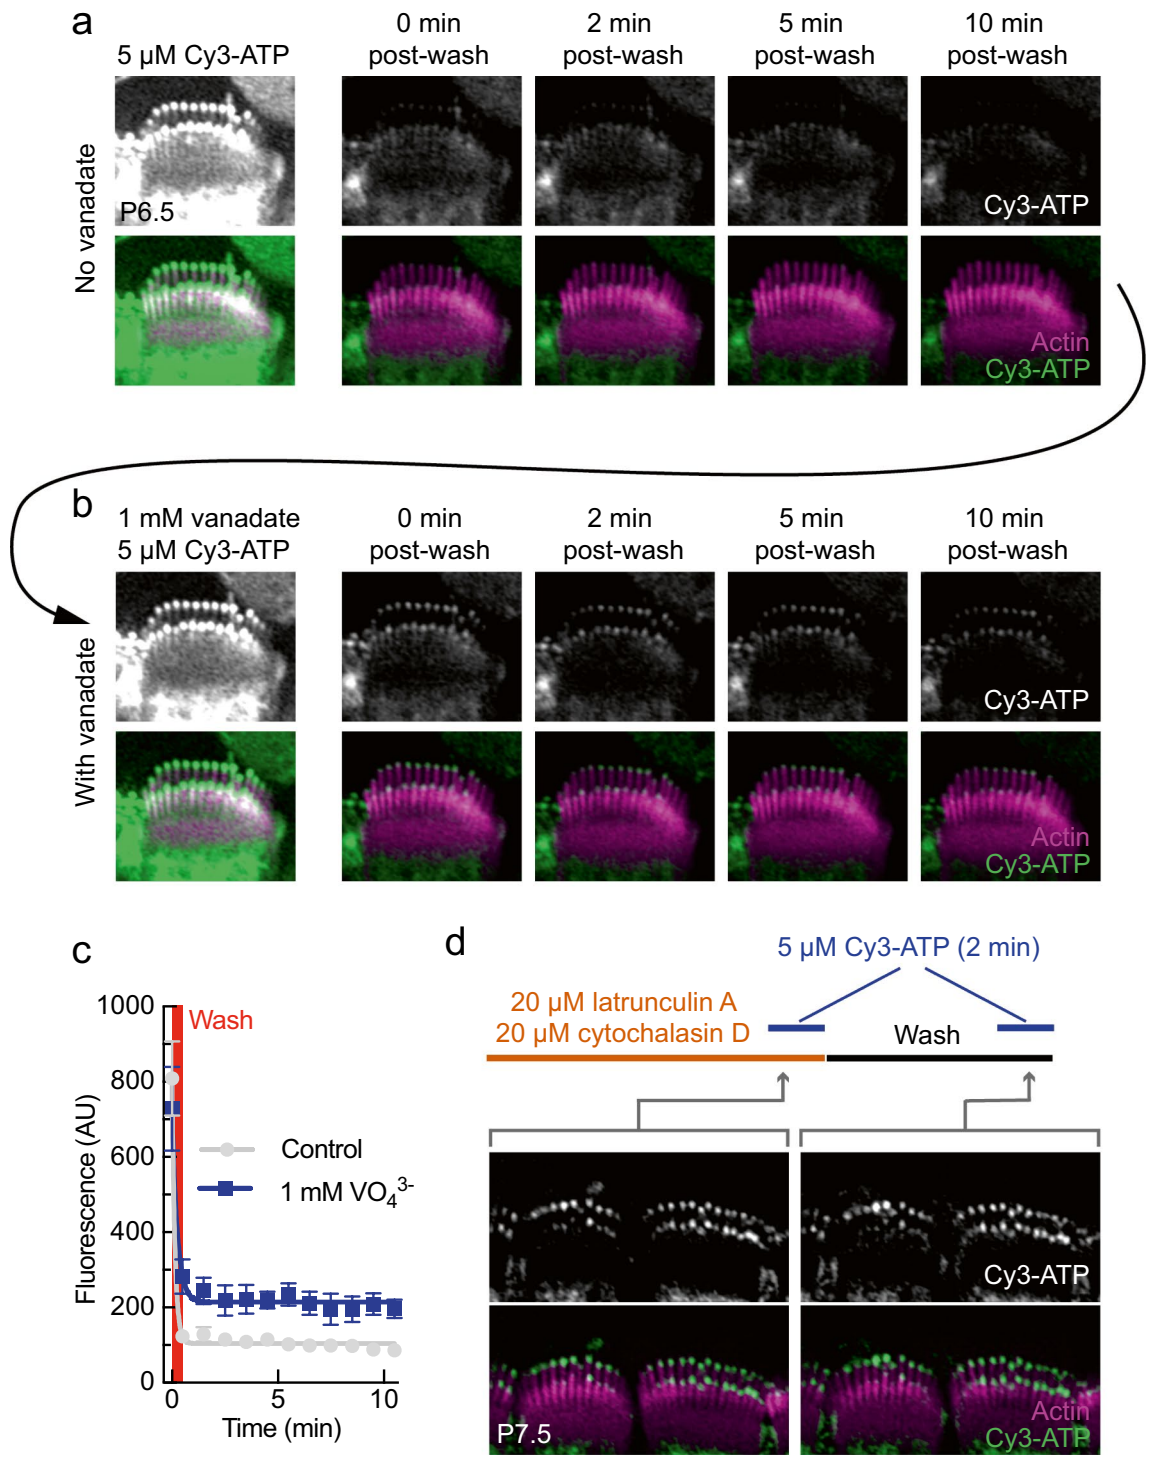 a
5 µM Cy3-ATP
0 min
post-wash
2 min
post-wash
5 min
post-wash
10 min
post-wash
No vanadate
P6.5
Cy3-ATP
Actin
Cy3-ATP
b
1 mM vanadate
5 µM Cy3-ATP
0 min
post-wash
2 min
post-wash
5 min
post-wash
10 min
post-wash
With vanadate
Cy3-ATP
Actin
Cy3-ATP
c
Wash
Control
1 mM VO₄³⁻
Fluorescence (AU)
1000
800
600
400
200
0
0 5 10
Time (min)
d
5 µM Cy3-ATP (2 min)
20 µM latrunculin A
20 µM cytochalasin D
Wash
Cy3-ATP
P7.5
Actin
Cy3-ATP